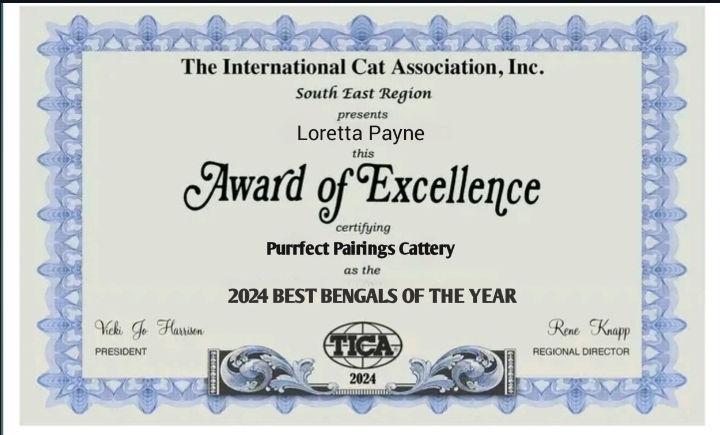 The International Cat Association, Inc.
South East Region
presents
Loretta Payne
this
Award of Excellence
certifying
Purrfect Pairings Cattery
as the
2024 BEST BENGALS OF THE YEAR
Vicki Jo Harrison
PRESIDENT
TICA
2024
Rene Knapp
REGIONAL DIRECTOR